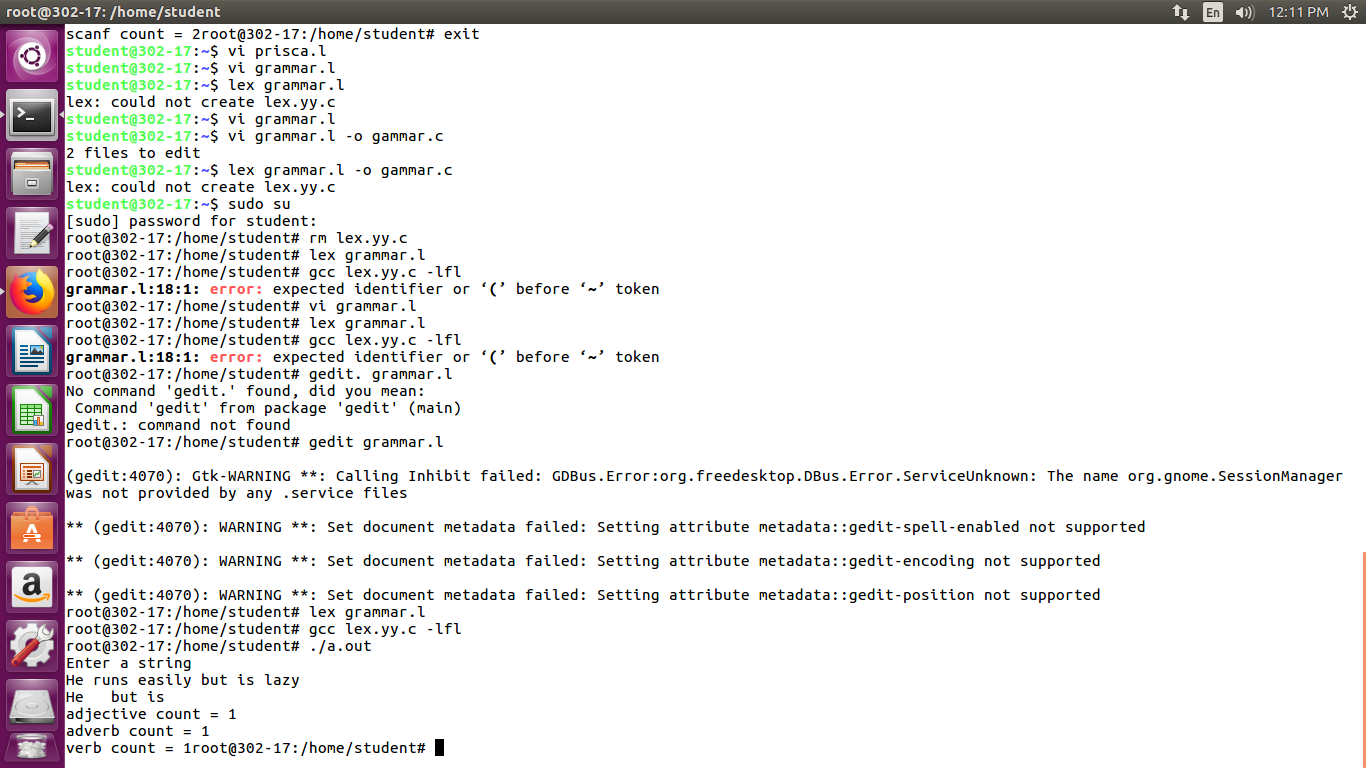 root@302-17: /home/student
En
12:11 PM
scanf count = 2root@302-17:/home/student# exit
student@302-17:~$ vi prisca.l
student@302-17:~$ vi grammar.l
student@302-17:~$ lex grammar.l
lex: could not create lex.yy.c
student@302-17:~$ vi grammar.l
student@302-17:~$ vi grammar.l -o gammar.c
2 files to edit
student@302-17:~$ lex grammar.l -o gammar.c
lex: could not create lex.yy.c
student@302-17:~$ sudo su
[sudo] password for student:
root@302-17:/home/student# rm lex.yy.c
root@302-17:/home/student# lex grammar.l
root@302-17:/home/student# gcc lex.yy.c -lfl
grammar.l:18:1: error: expected identifier or ‘(’ before ‘~’ token
root@302-17:/home/student# vi grammar.l
root@302-17:/home/student# lex grammar.l
root@302-17:/home/student# gcc lex.yy.c -lfl
grammar.l:18:1: error: expected identifier or ‘(’ before ‘~’ token
root@302-17:/home/student# gedit. grammar.l
No command 'gedit.' found, did you mean:
 Command 'gedit' from package 'gedit' (main)
gedit.: command not found
root@302-17:/home/student# gedit grammar.l
(gedit:4070): Gtk-WARNING **: Calling Inhibit failed: GDBus.Error:org.freedesktop.DBus.Error.ServiceUnknown: The name org.gnome.SessionManager
was not provided by any .service files
** (gedit:4070): WARNING **: Set document metadata failed: Setting attribute metadata::gedit-spell-enabled not supported
** (gedit:4070): WARNING **: Set document metadata failed: Setting attribute metadata::gedit-encoding not supported
** (gedit:4070): WARNING **: Set document metadata failed: Setting attribute metadata::gedit-position not supported
root@302-17:/home/student# lex grammar.l
root@302-17:/home/student# gcc lex.yy.c -lfl
root@302-17:/home/student# ./a.out
Enter a string
He runs easily but is lazy
He   but is
adjective count = 1
adverb count = 1
verb count = 1root@302-17:/home/student#